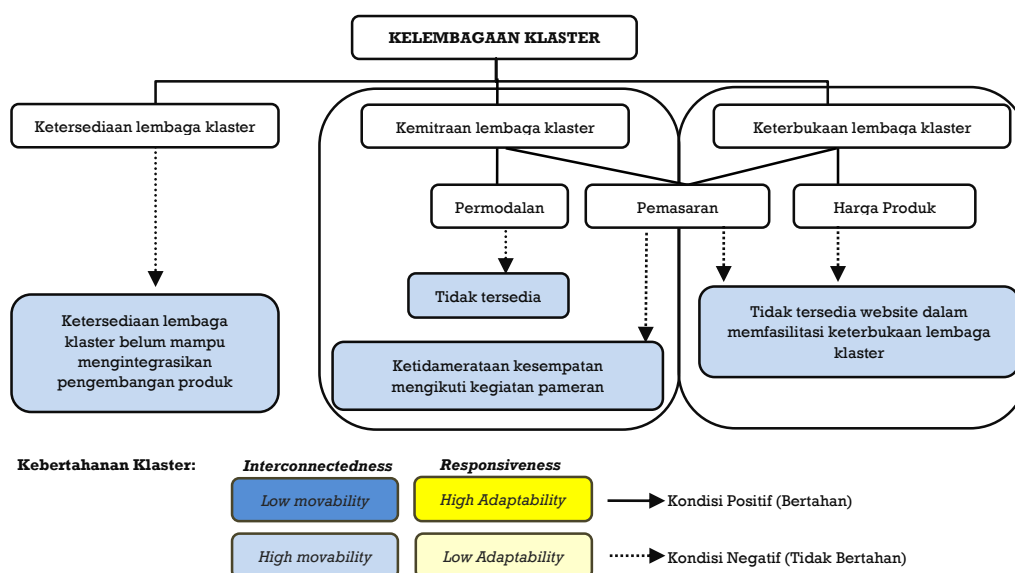 KELEMBAGAAN KLASTER
Ketersediaan lembaga klaster
Kemitraan lembaga klaster
Keterbukaan lembaga klaster
Permodalan
Pemasaran
Harga Produk
Tidak tersedia
Ketersediaan lembaga
klaster belum mampu
mengintegrasikan
pengembangan produk
Ketidamerataan kesempatan
mengikuti kegiatan pameran
Tidak tersedia website dalam
memfasilitasi keterbukaan lembaga
klaster
Kebertahanan Klaster:
Interconnectedness
Responsiveness
Low movability
High Adaptability
Kondisi Positif (Bertahan)
High movability
Low Adaptability
Kondisi Negatif (Tidak Bertahan)